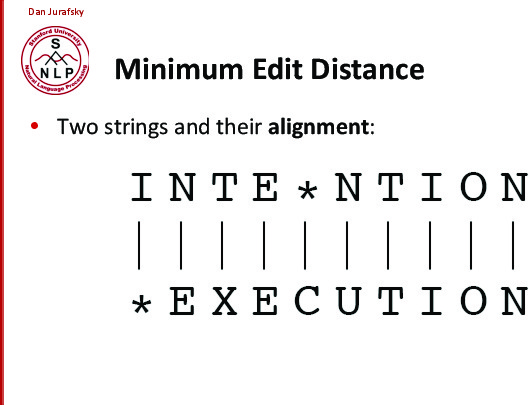 Dan Jurafsky
Stanford University
S
NLP
Natural Language Processing
Minimum Edit Distance
• Two strings and their alignment:
I N T E * N T I O N
| | | | | | | | | |
* E X E C U T I O N